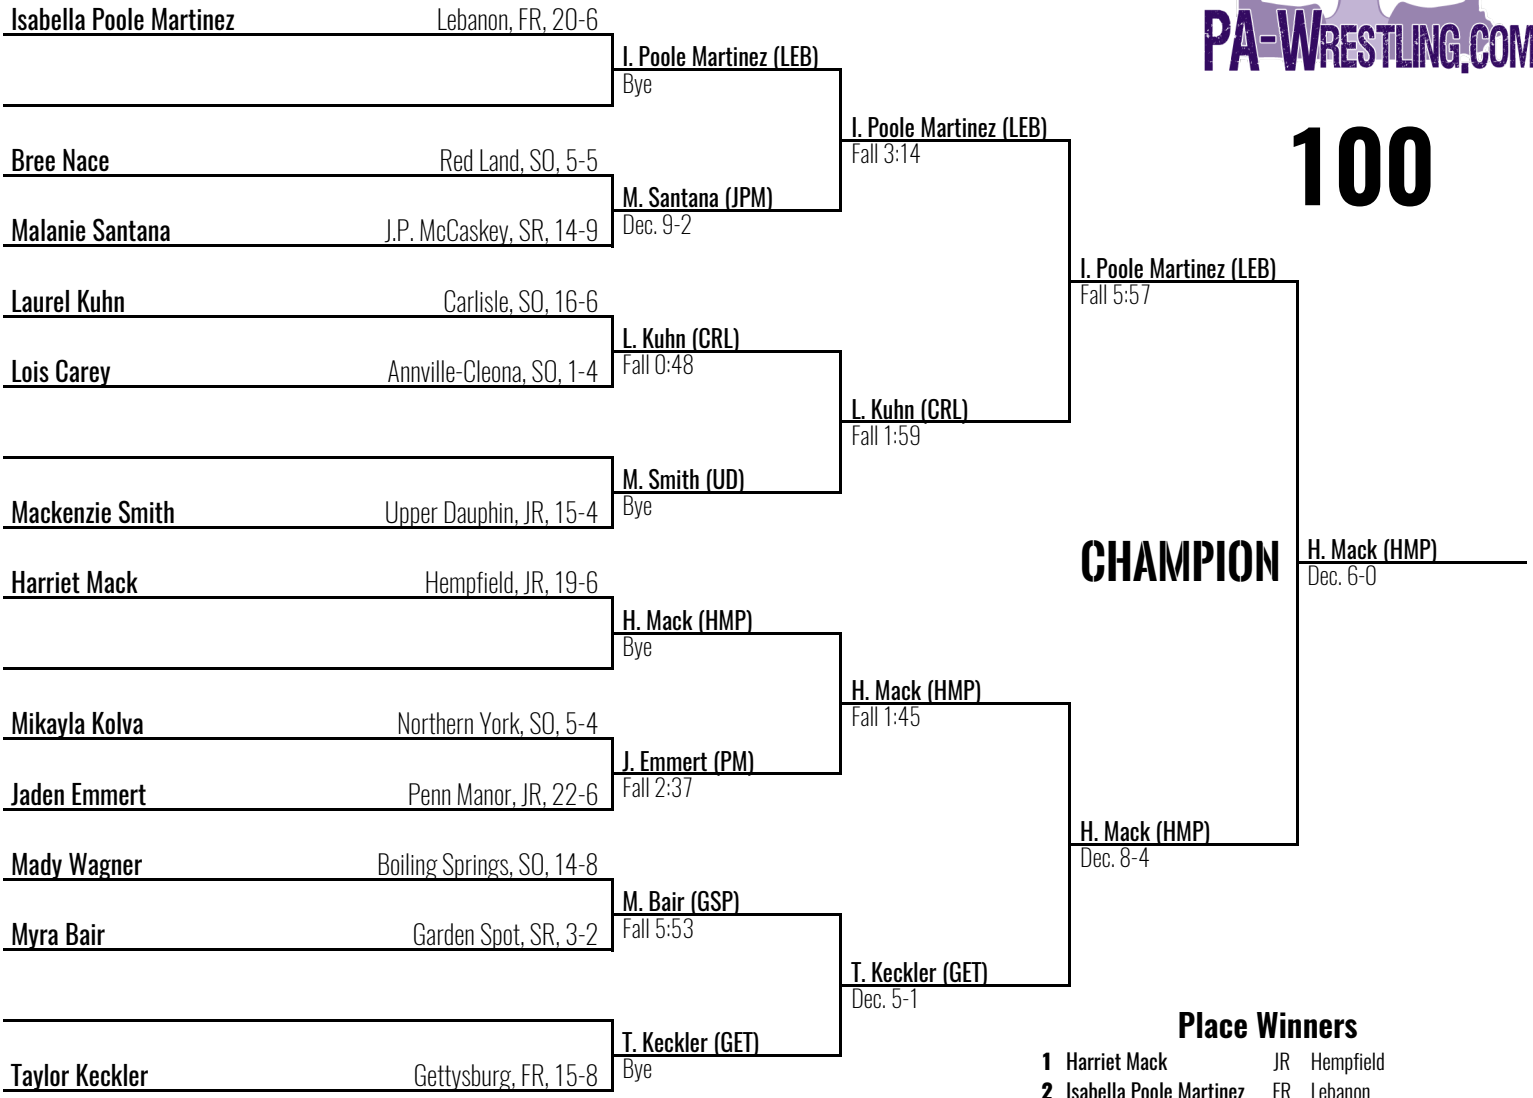 Isabella Poole Martinez Lebanon, FR, 20-6
I. Poole Martinez (LEB)
Bye
PA-WRESTLING.COM
100
I. Poole Martinez (LEB)
Fall 3:14
Bree Nace Red Land, SO, 5-5
M. Santana (JPM)
Dec. 9-2
Malanie Santana J.P. McCaskey, SR, 14-9
I. Poole Martinez (LEB)
Fall 5:57
Laurel Kuhn Carlisle, SO, 16-6
L. Kuhn (CRL)
Fall 0:48
Lois Carey Annville-Cleona, SO, 1-4
L. Kuhn (CRL)
Fall 1:59
M. Smith (UD)
Bye
Mackenzie Smith Upper Dauphin, JR, 15-4
CHAMPION
H. Mack (HMP)
Dec. 6-0
Harriet Mack Hempfield, JR, 19-6
H. Mack (HMP)
Bye
H. Mack (HMP)
Fall 1:45
Mikayla Kolva Northern York, SO, 5-4
J. Emmert (PM)
Fall 2:37
Jaden Emmert Penn Manor, JR, 22-6
H. Mack (HMP)
Dec. 8-4
Mady Wagner Boiling Springs, SO, 14-8
M. Bair (GSP)
Fall 5:53
Myra Bair Garden Spot, SR, 3-2
T. Keckler (GET)
Dec. 5-1
T. Keckler (GET)
Bye
Taylor Keckler Gettysburg, FR, 15-8
Place Winners
1 Harriet Mack JR Hempfield
2 Isabella Poole Martinez FR Lebanon